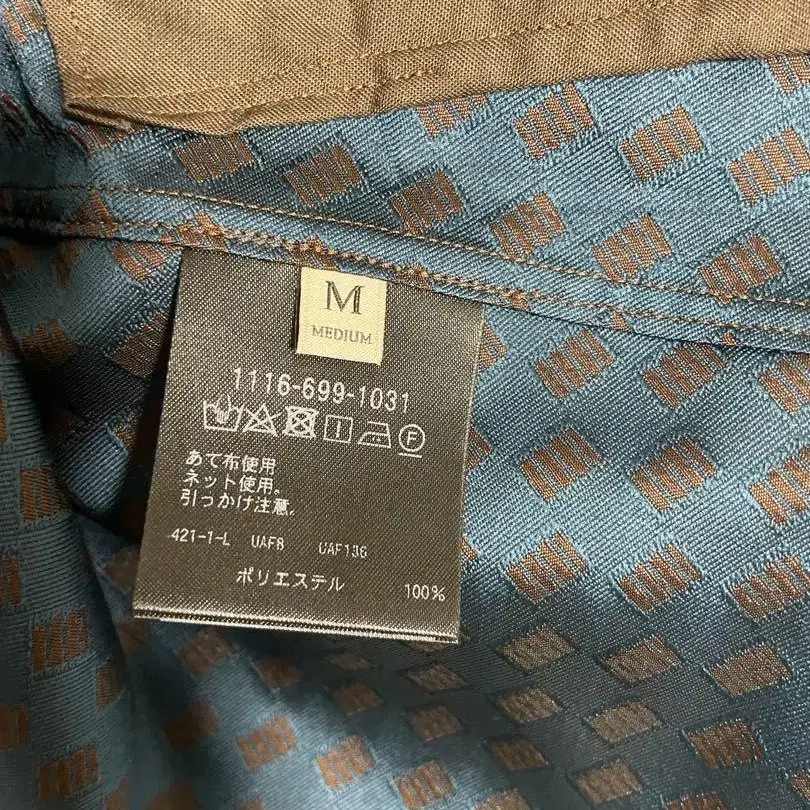 M
MEDIUM
1116-699-1031
F
あて布使用
ネット使用。
引っかけ注意。
421-1-L UAF8 UAF136
ポリエステル 100%